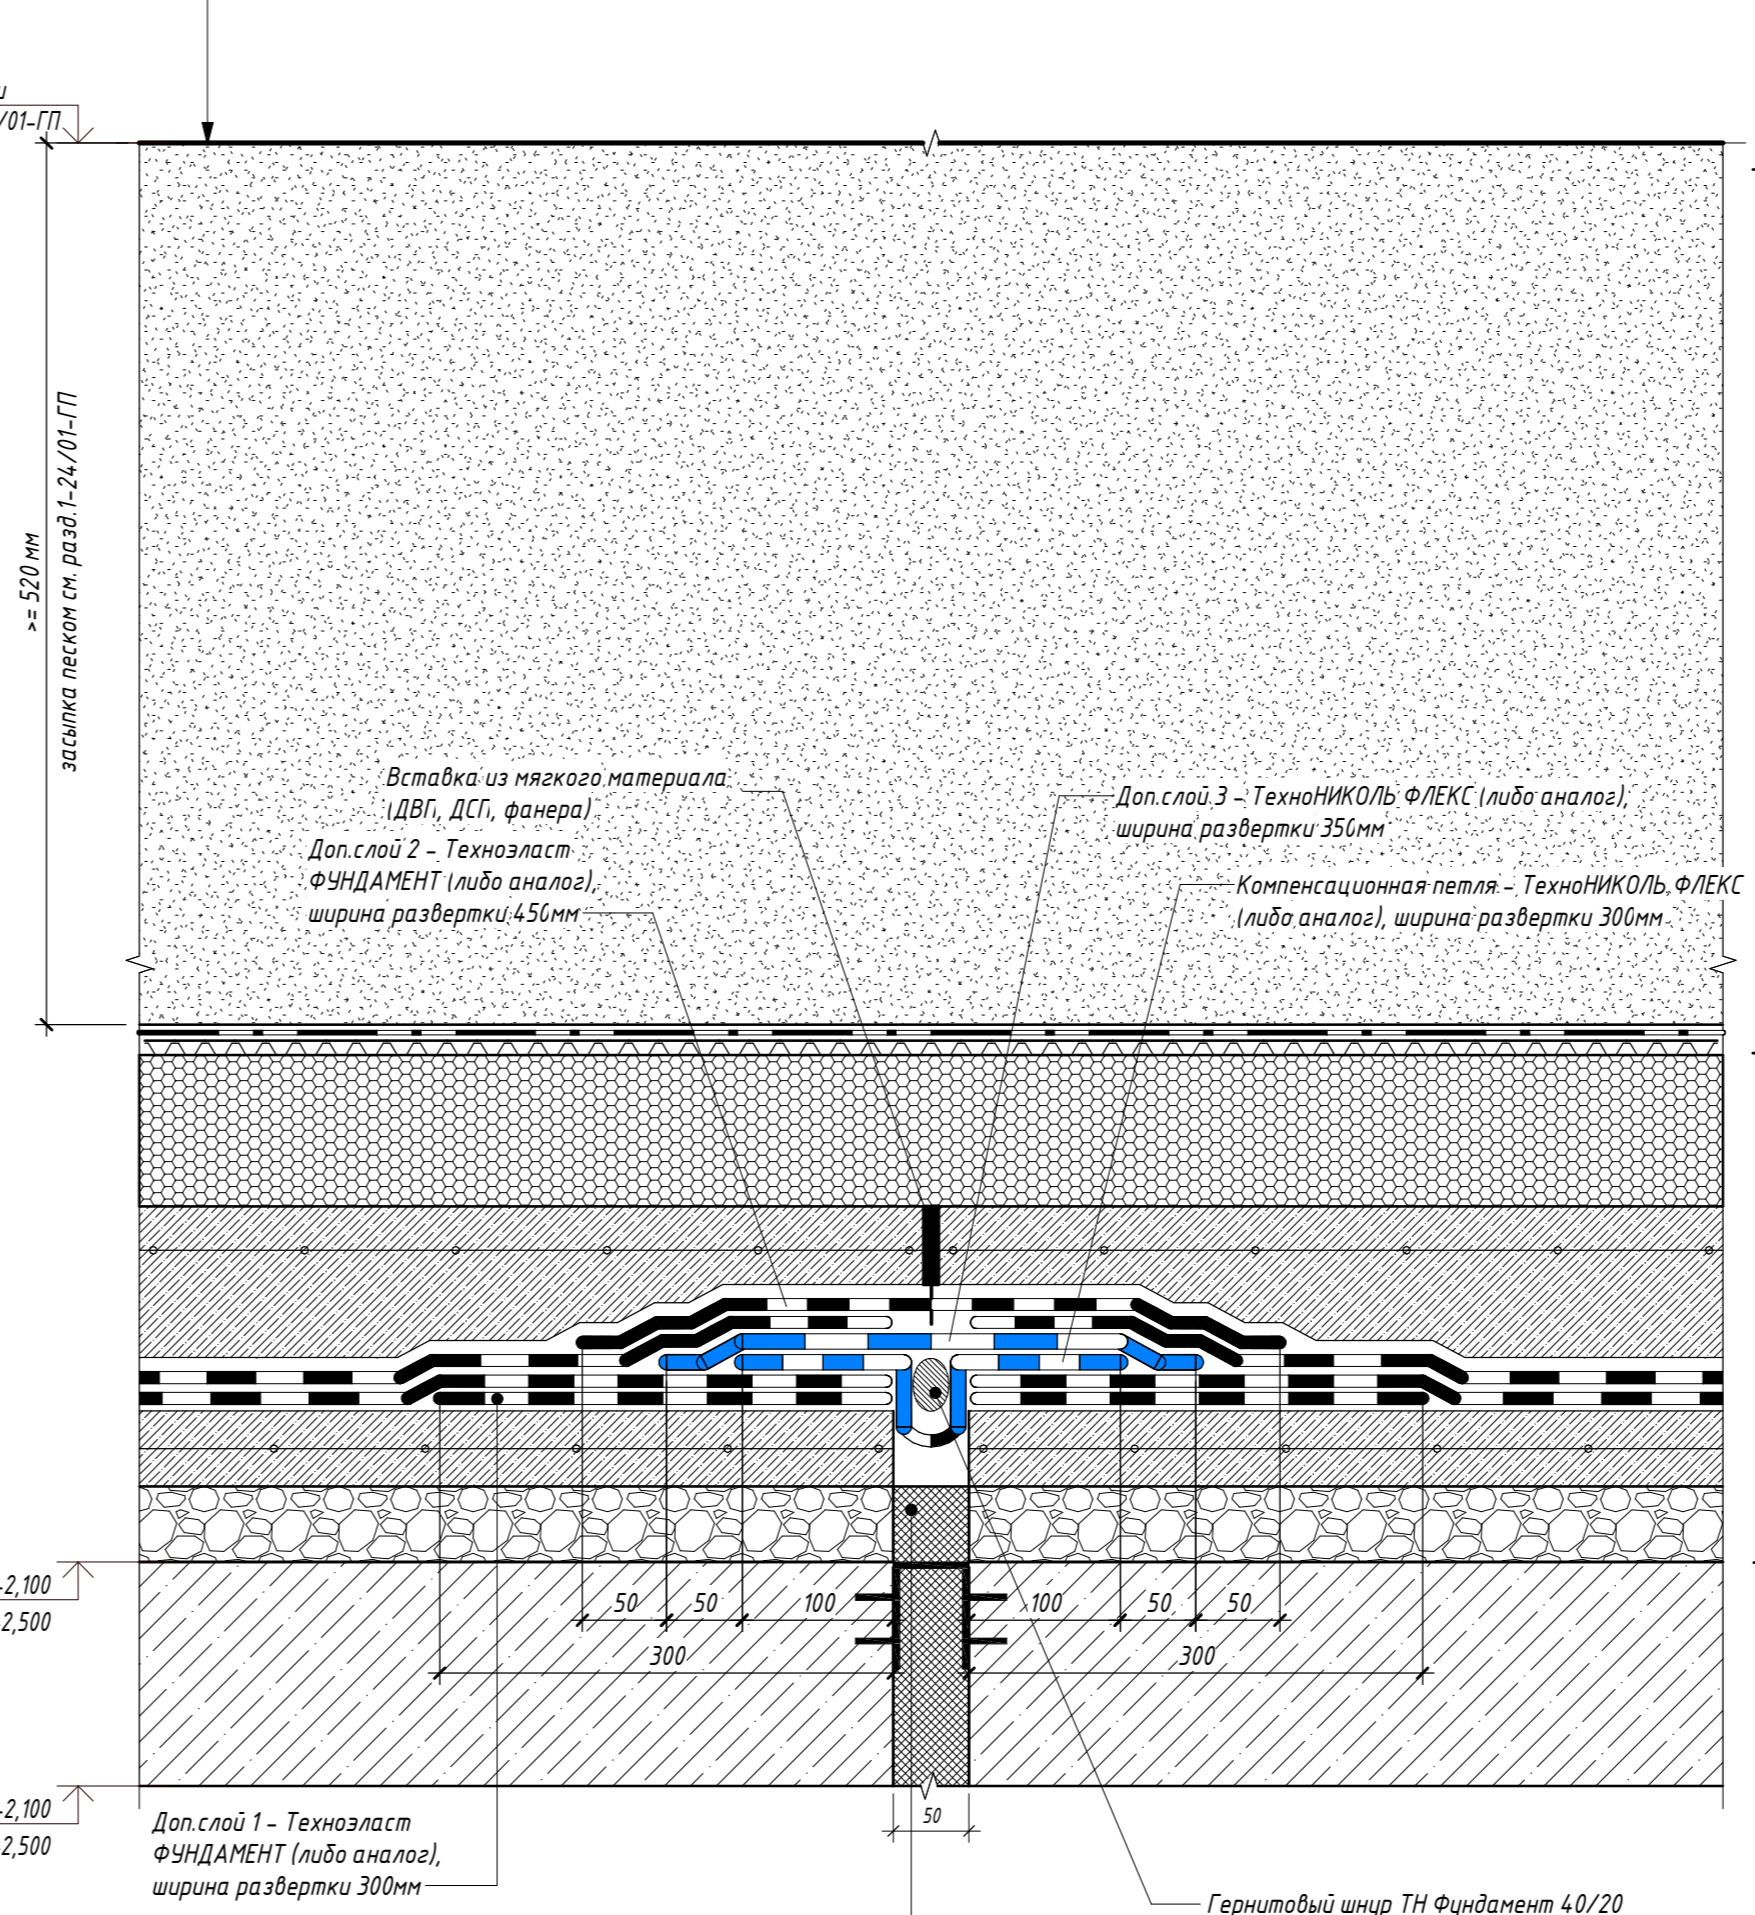 /01-ГП
>= 520мм
засыпка песком см. разд.1-24/01-ГП
Вставка из мягкого материала
(ДВП, ДСП, фанера)
Доп.слой 2 - Техноэласт
ФУНДАМЕНТ (либо аналог),
ширина развертки 450мм
Доп.слой 3 - ТехноНИКОЛЬ ФЛЕКС (либо аналог),
ширина развертки 350мм
Компенсационная петля - ТехноНИКОЛЬ ФЛЕКС
(либо аналог), ширина развертки 300мм
-2,100
-2,500
50 50 100 100 50 50
300 300
-2,100
-2,500
50
Доп.слой 1 - Техноэласт
ФУНДАМЕНТ (либо аналог),
ширина развертки 300мм
Гернитовый шнур ТН Фундамент 40/20